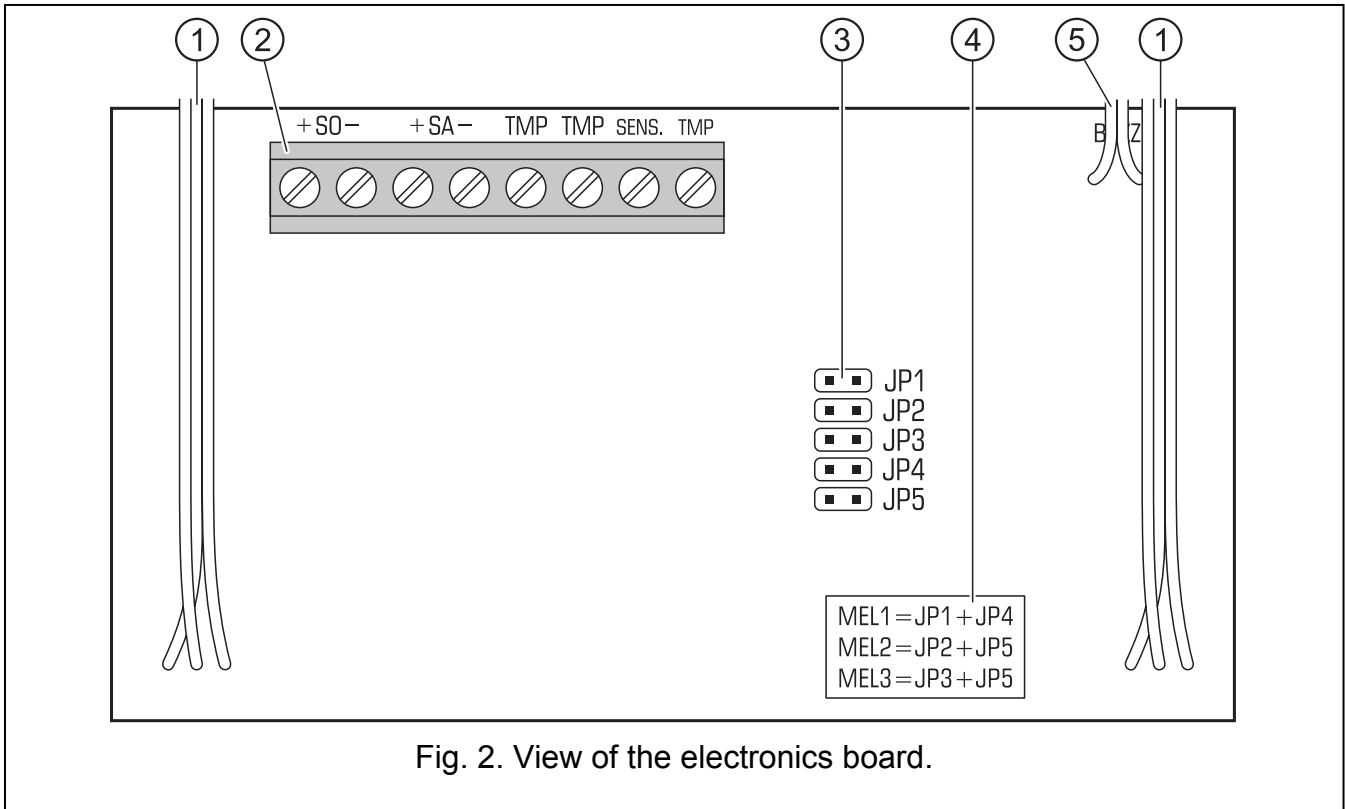 1 2 3 4 5 1
+SO− +SA− TMP TMP SENS. TMP
JP1
JP2
JP3
JP4
JP5
MEL1=JP1+JP4
MEL2=JP2+JP5
MEL3=JP3+JP5
Fig. 2. View of the electronics board.